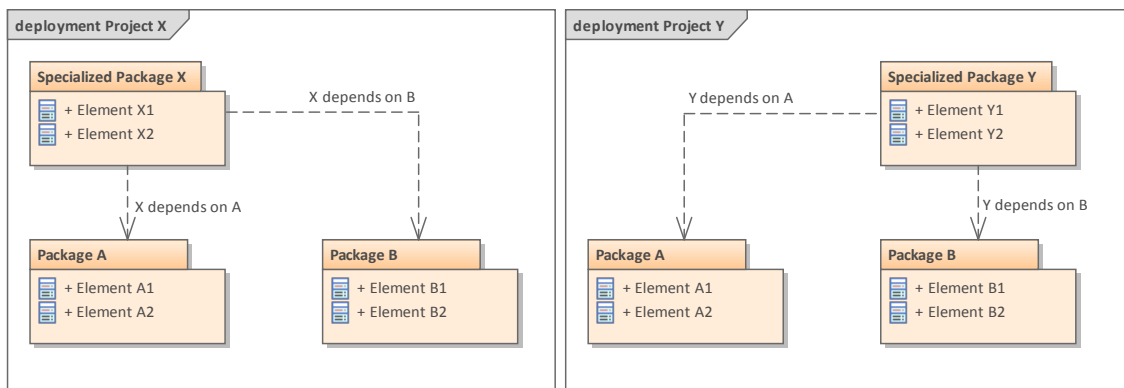 deployment Project X
Specialized Package X
+ Element X1
+ Element X2
X depends on B
X depends on A
Package A
+ Element A1
+ Element A2
Package B
+ Element B1
+ Element B2
deployment Project Y
Specialized Package Y
+ Element Y1
+ Element Y2
Y depends on A
Y depends on B
Package A
+ Element A1
+ Element A2
Package B
+ Element B1
+ Element B2